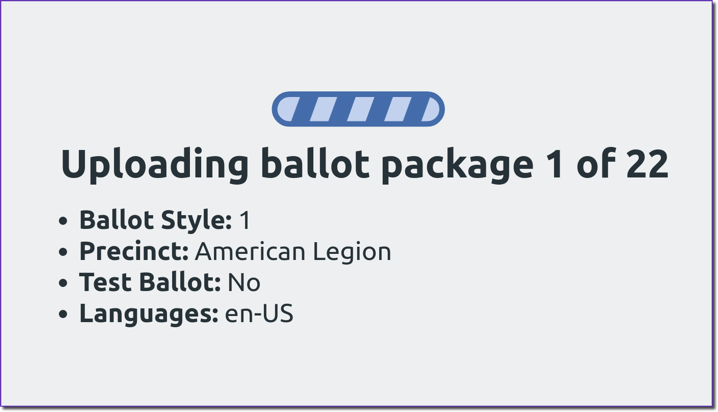 Uploading ballot package 1 of 22
• Ballot Style: 1
• Precinct: American Legion
• Test Ballot: No
• Languages: en-US